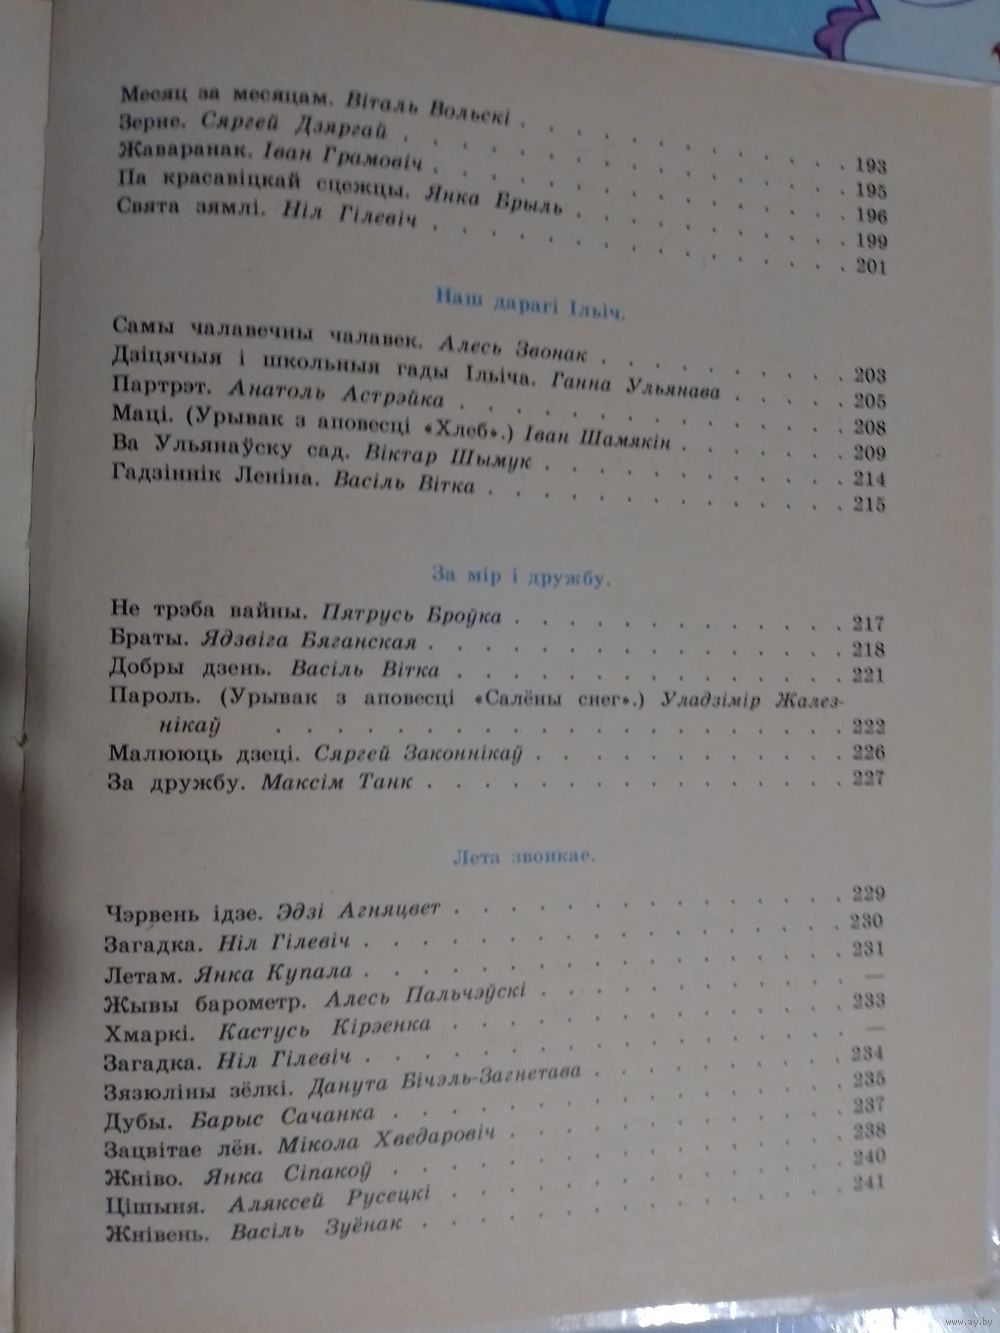 Месяц за месяцам. Віталь Вольскі . . . . . . . . . . . . 193
Зерне. Сяргей Дзяргай . . . . . . . . . . . . . . . . 195
Жаваранак. Іван Грамовіч . . . . . . . . . . . . . . . 196
Па красавіцкай сцежцы. Янка Брыль . . . . . . . . . . 199
Свята зямлі. Ніл Гілевіч . . . . . . . . . . . . . . . 201
Наш дарагі Ільіч.
Самы чалавечны чалавек. Алесь Звонак . . . . . . . . . 203
Дзіцячыя і школьныя гады Ільіча. Ганна Ульянава . . . . . 205
Партрэт. Анатоль Астрэйка . . . . . . . . . . . . . . 208
Маці. (Урывак з аповесці «Хлеб».) Іван Шамякін . . . . . . 209
Ва Ульянаўску сад. Віктар Шымук . . . . . . . . . . . 214
Гадзіннік Леніна. Васіль Вітка . . . . . . . . . . . . . 215
За мір і дружбу.
Не трэба вайны. Пятрусь Броўка . . . . . . . . . . . . 217
Браты. Ядзвіга Бяганская . . . . . . . . . . . . . . . 218
Добры дзень. Васіль Вітка . . . . . . . . . . . . . . 221
Пароль. (Урывак з аповесці «Салёны снег».) Уладзімір Жалез-
нікаў . . . . . . . . . . . . . . . . . . . . 222
Малююць дзеці. Сяргей Законнікаў . . . . . . . . . . . 226
За дружбу. Максім Танк . . . . . . . . . . . . . . . 227
Лета звонкае.
Чэрвень ідзе. Эдзі Агняцвет . . . . . . . . . . . . . . 229
Загадка. Ніл Гілевіч . . . . . . . . . . . . . . . . . 230
Летам. Янка Купала . . . . . . . . . . . . . . . . . 231
Жывы барометр. Алесь Пальчэўскі . . . . . . . . . . . —
Хмаркі. Кастусь Кірэенка . . . . . . . . . . . . . . 233
Загадка. Ніл Гілевіч . . . . . . . . . . . . . . . . . —
Зязюліны зёлкі. Данута Бічэль-Загнетава . . . . . . . . . 234
Дубы. Барыс Сачанка . . . . . . . . . . . . . . . . 235
Зацвітае лён. Мікола Хведаровіч . . . . . . . . . . . . 237
Жніво. Янка Сіпакоў . . . . . . . . . . . . . . . . 238
Цішыня. Аляксей Русецкі . . . . . . . . . . . . . . 240
Жнівень. Васіль Зуёнак . . . . . . . . . . . . . . . 241
www.ay.by